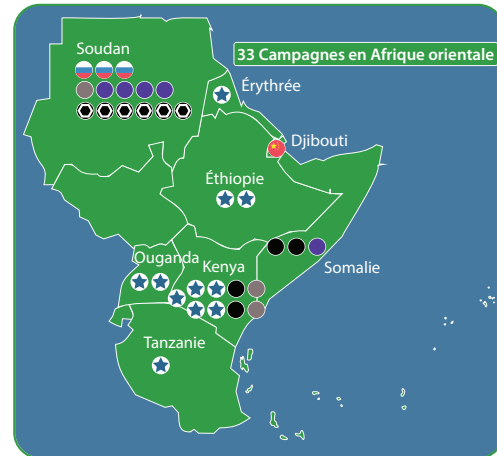 Soudan
33 Campagnes en Afrique orientale
Érythrée
Djibouti
Éthiopie
Ouganda
Kenya
Somalie
Tanzanie